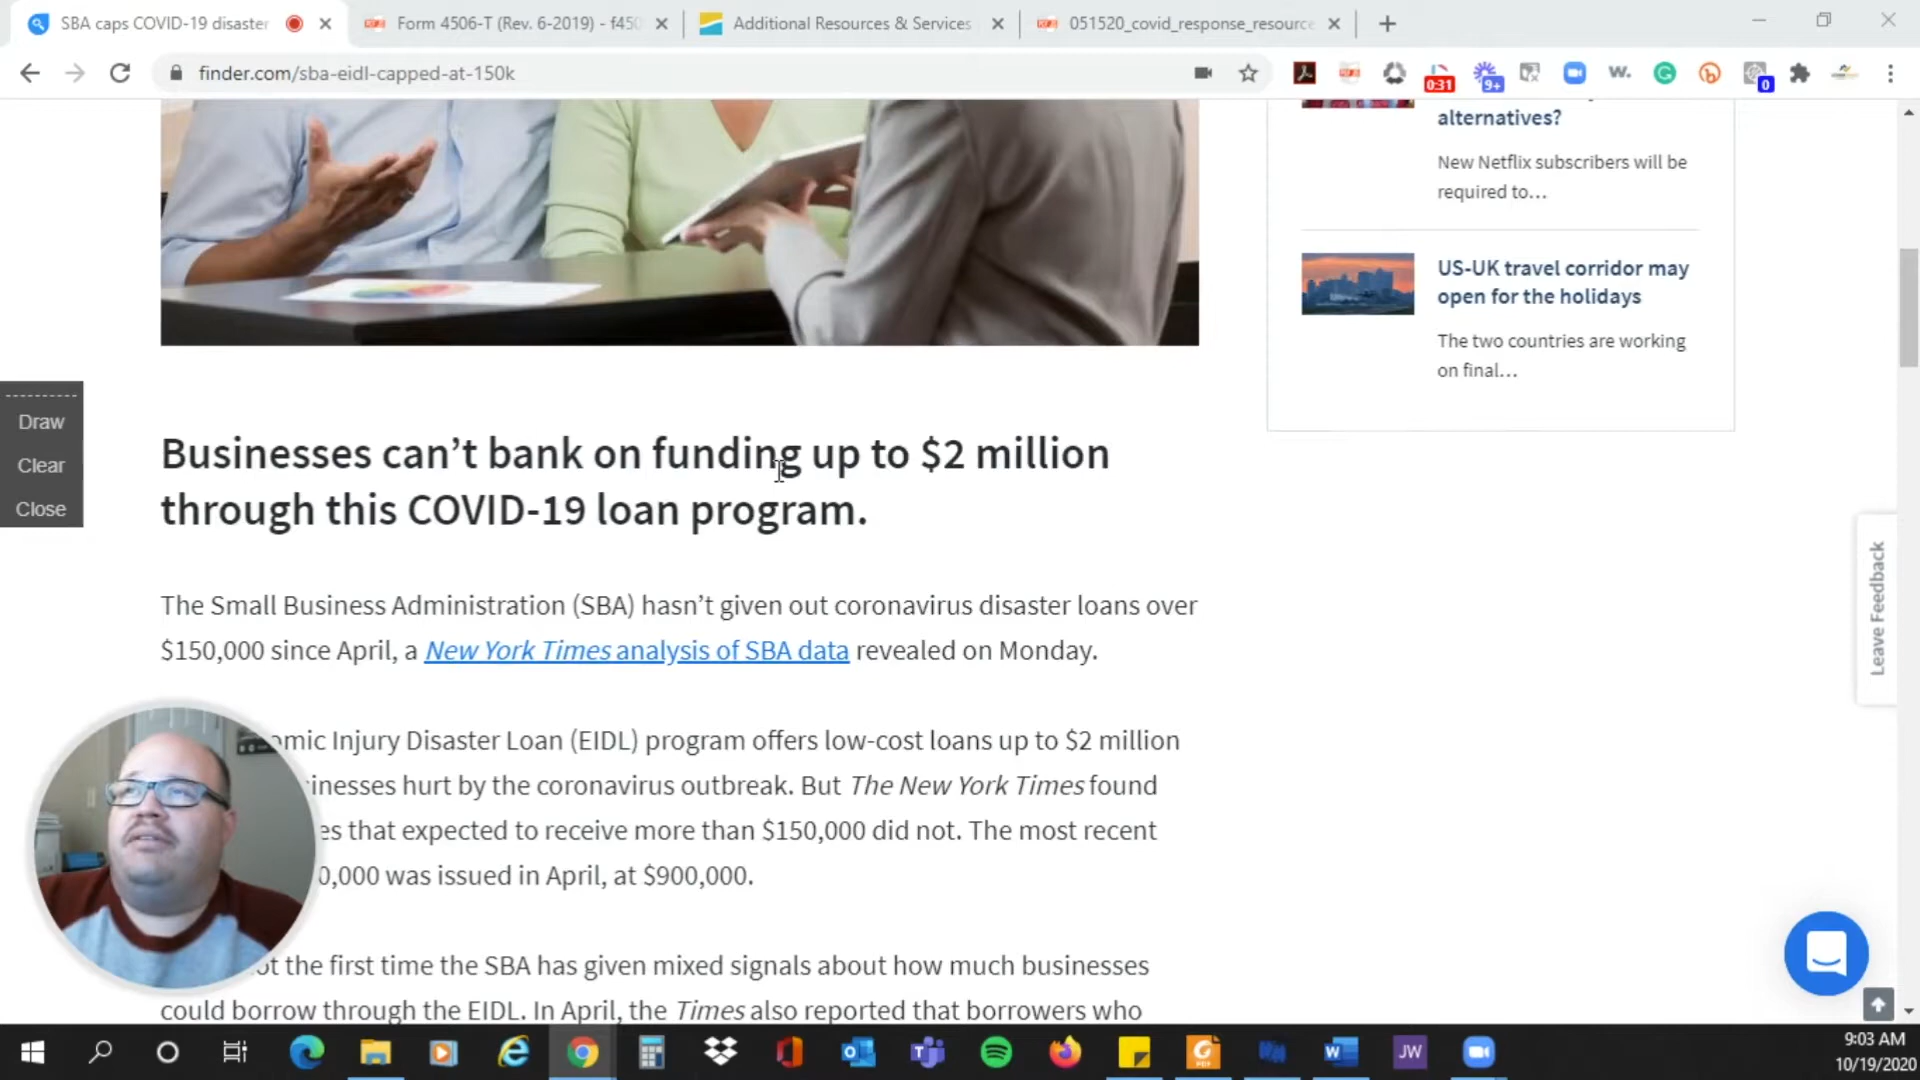 SBA caps COVID-19 disaster
Form 4506-T (Rev. 6-2019) - f450
Additional Resources & Services
051520_covid_response_resource
finder.com/sba-eidl-capped-at-150k
0:31
9+
w.
0
alternatives?
New Netflix subscribers will be
required to...
US-UK travel corridor may
open for the holidays
The two countries are working
on final...
Draw
Clear
Close
Businesses can't bank on funding up to $2 million
through this COVID-19 loan program.
The Small Business Administration (SBA) hasn't given out coronavirus disaster loans over
$150,000 since April, a New York Times analysis of SBA data revealed on Monday.
omic Injury Disaster Loan (EIDL) program offers low-cost loans up to $2 million
inesses hurt by the coronavirus outbreak. But The New York Times found
es that expected to receive more than $150,000 did not. The most recent
0,000 was issued in April, at $900,000.
ot the first time the SBA has given mixed signals about how much businesses
could borrow through the EIDL. In April, the Times also reported that borrowers who
Leave Feedback
JW
9:03 AM
10/19/2020